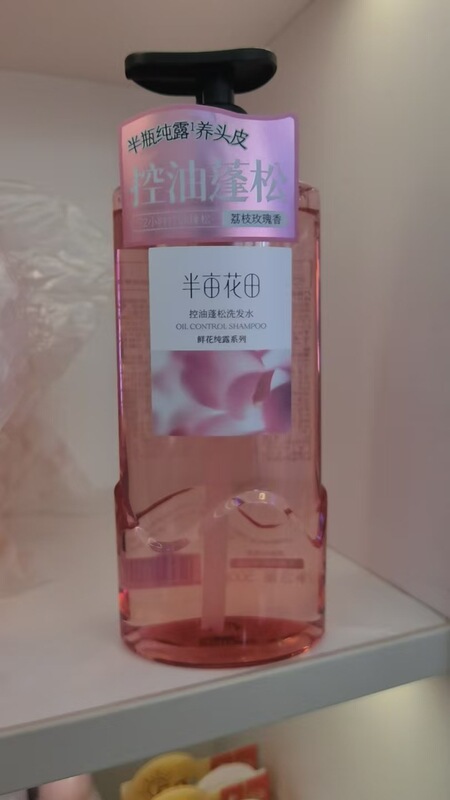 半瓶纯露¹养头皮
控油蓬松
荔枝玫瑰香
半亩花田
控油蓬松洗发水
OIL CONTROL SHAMPOO
鲜花纯露系列